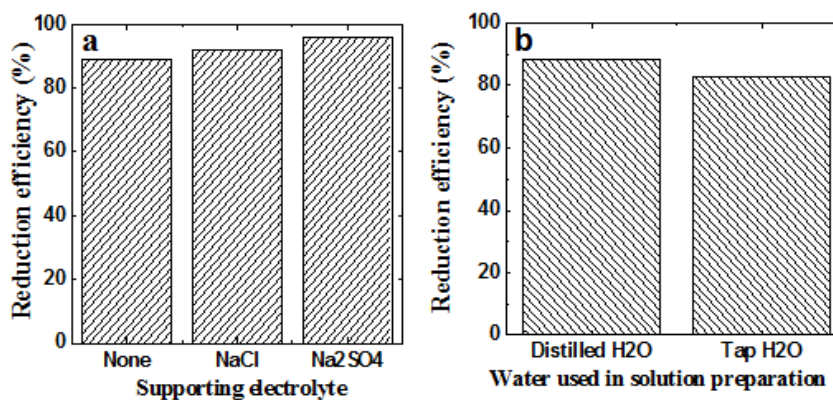 a
Reduction efficiency (%)
100
80
60
40
20
0
None NaCl Na2SO4
Supporting electrolyte
b
Reduction efficiency (%)
100
80
60
40
20
0
Distilled H2O Tap H2O
Water used in solution preparation